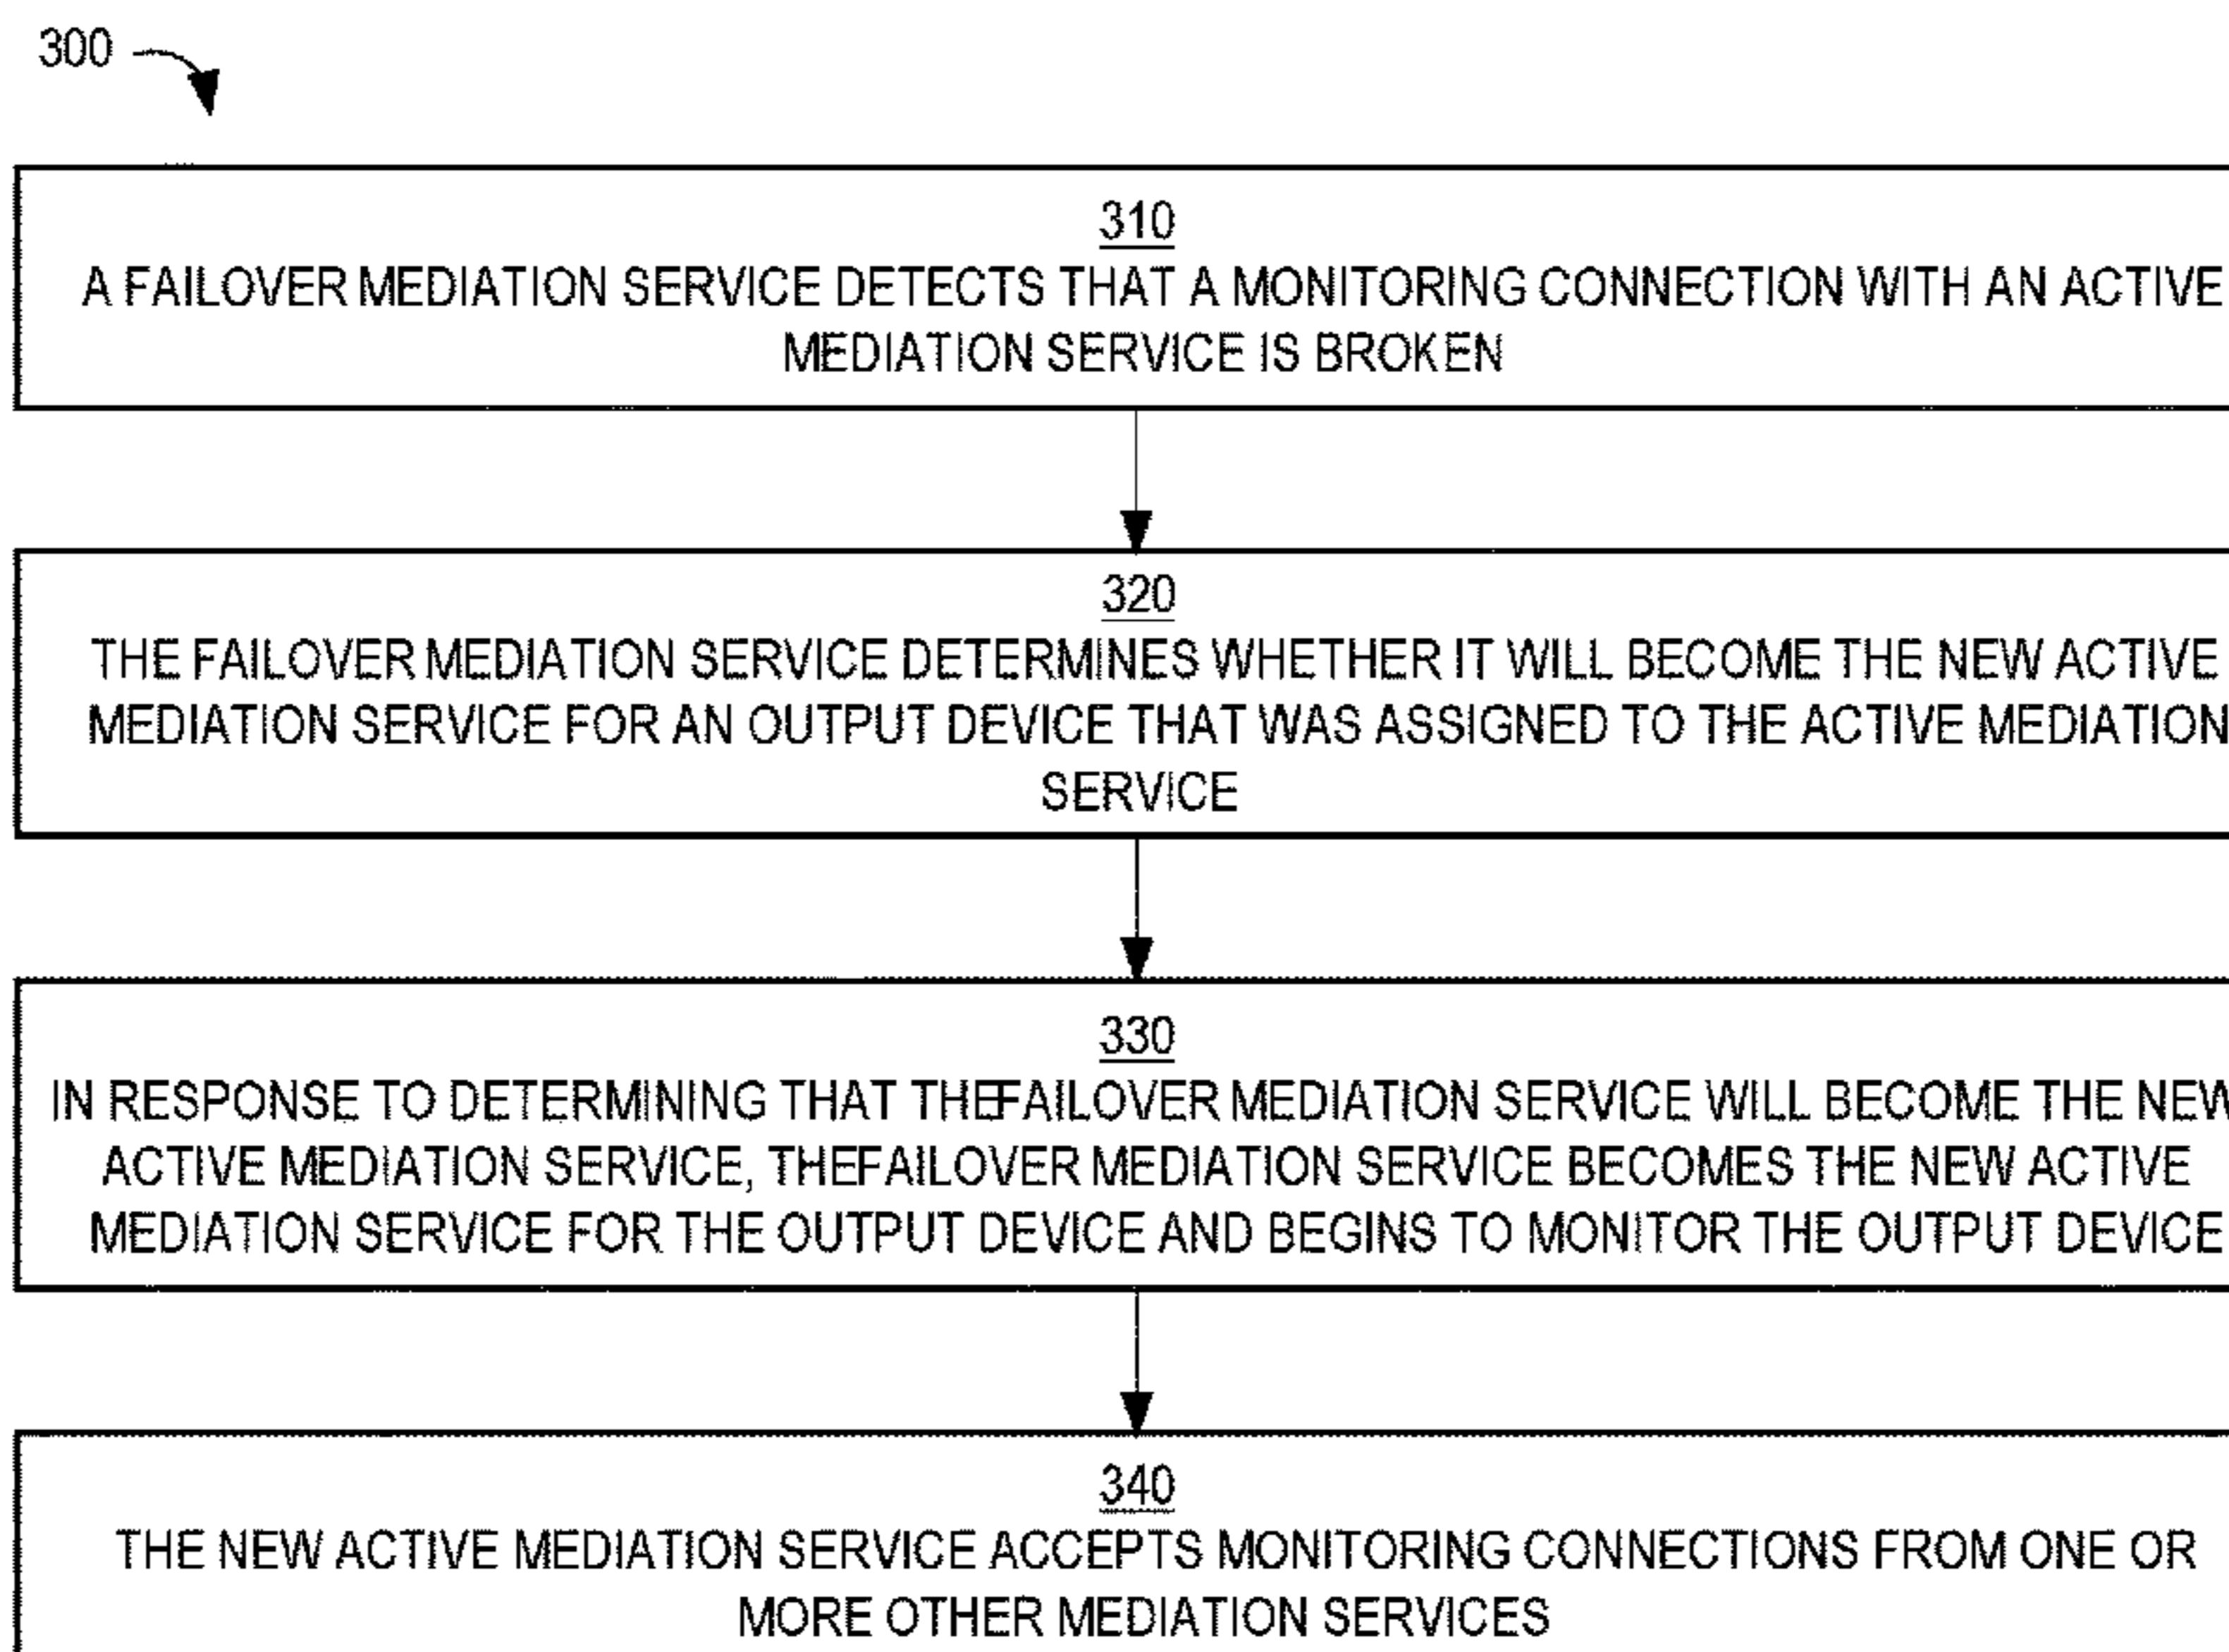 300
310
A FAILOVER MEDIATION SERVICE DETECTS THAT A MONITORING CONNECTION WITH AN ACTIVE
MEDIATION SERVICE IS BROKEN
320
THE FAILOVER MEDIATION SERVICE DETERMINES WHETHER IT WILL BECOME THE NEW ACTIVE
MEDIATION SERVICE FOR AN OUTPUT DEVICE THAT WAS ASSIGNED TO THE ACTIVE MEDIATION
SERVICE
330
IN RESPONSE TO DETERMINING THAT THEFAILOVER MEDIATION SERVICE WILL BECOME THE NEW
ACTIVE MEDIATION SERVICE, THEFAILOVER MEDIATION SERVICE BECOMES THE NEW ACTIVE
MEDIATION SERVICE FOR THE OUTPUT DEVICE AND BEGINS TO MONITOR THE OUTPUT DEVICE
340
THE NEW ACTIVE MEDIATION SERVICE ACCEPTS MONITORING CONNECTIONS FROM ONE OR
MORE OTHER MEDIATION SERVICES